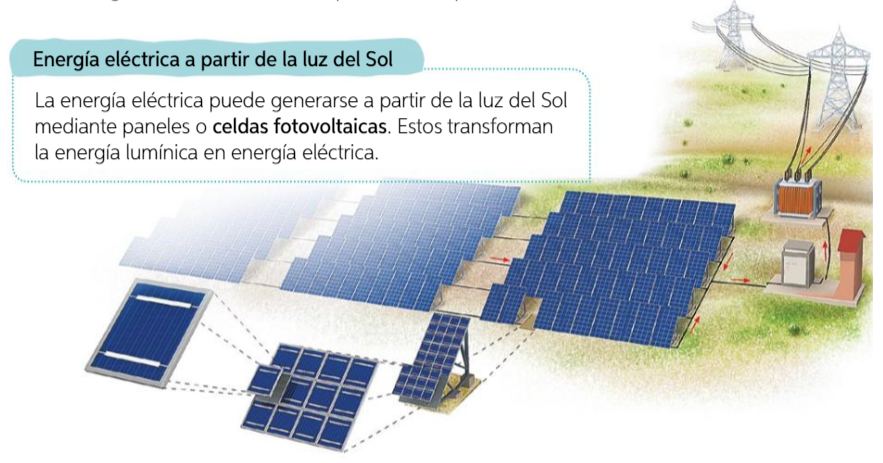 Energía eléctrica a partir de la luz del Sol
La energía eléctrica puede generarse a partir de la luz del Sol
mediante paneles o celdas fotovoltaicas. Estos transforman
la energía lumínica en energía eléctrica.